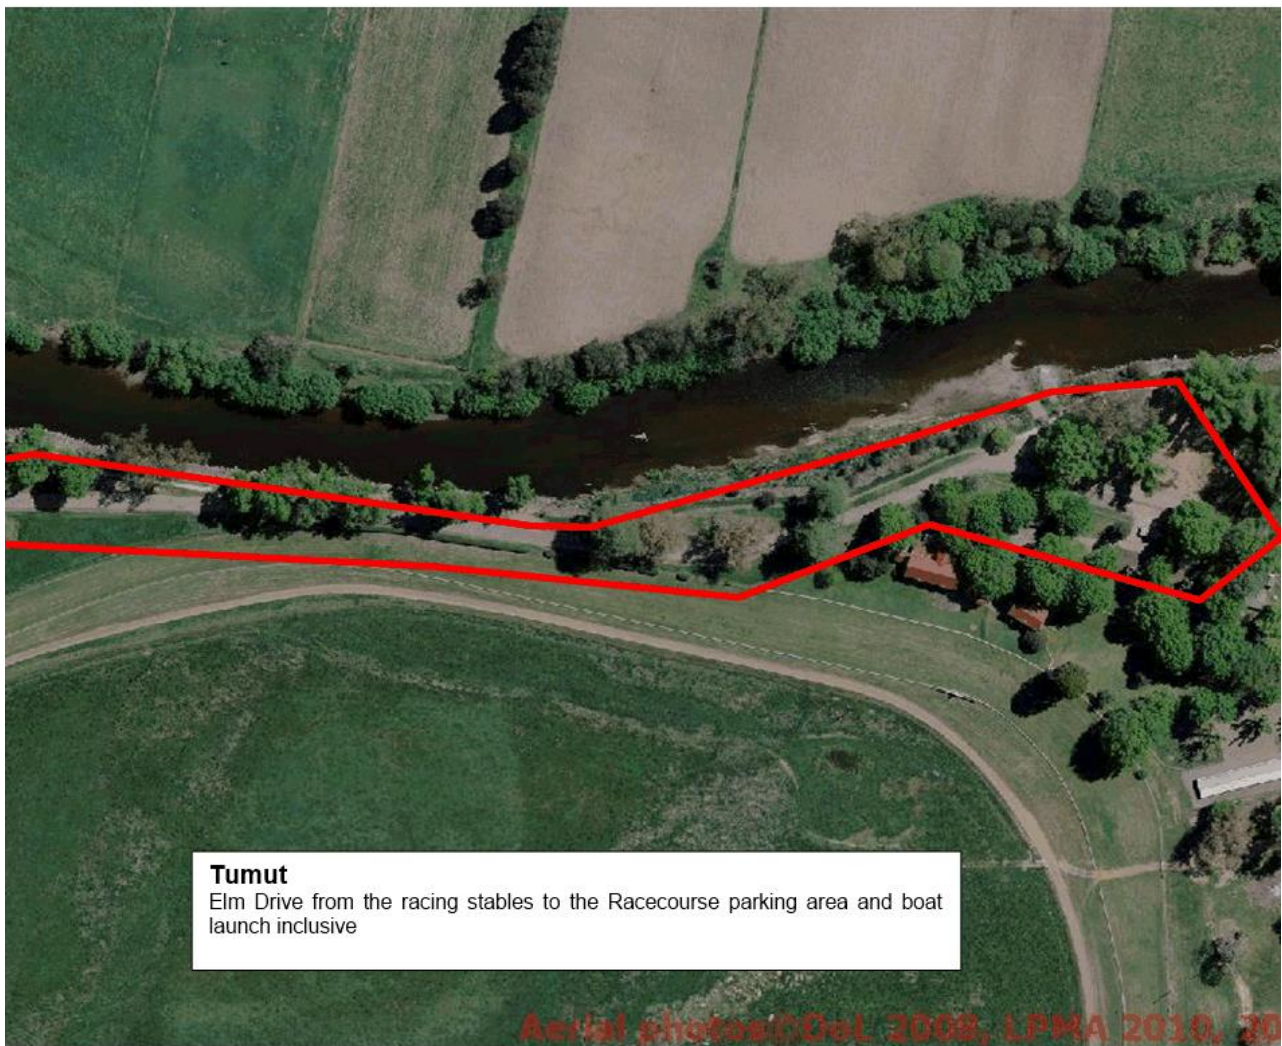 Tumut
Elm Drive from the racing stables to the Racecourse parking area and boat
launch inclusive
Aerial photos©DoL 2008, LPMA 2010, 20